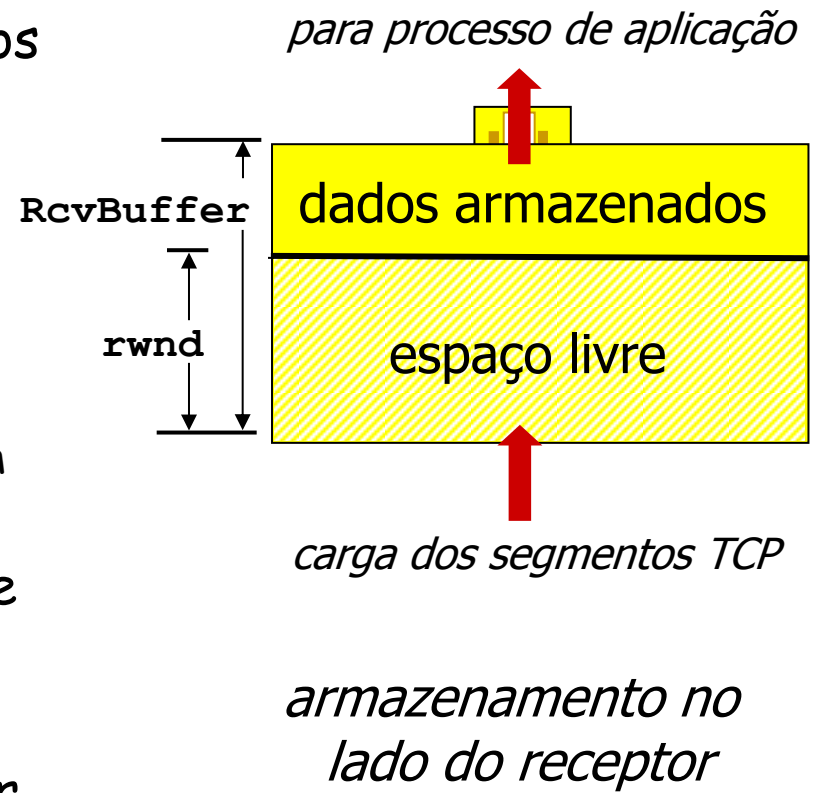 para processo de aplicação
RcvBuffer
dados armazenados
rwnd
espaço livre
carga dos segmentos TCP
armazenamento no
lado do receptor